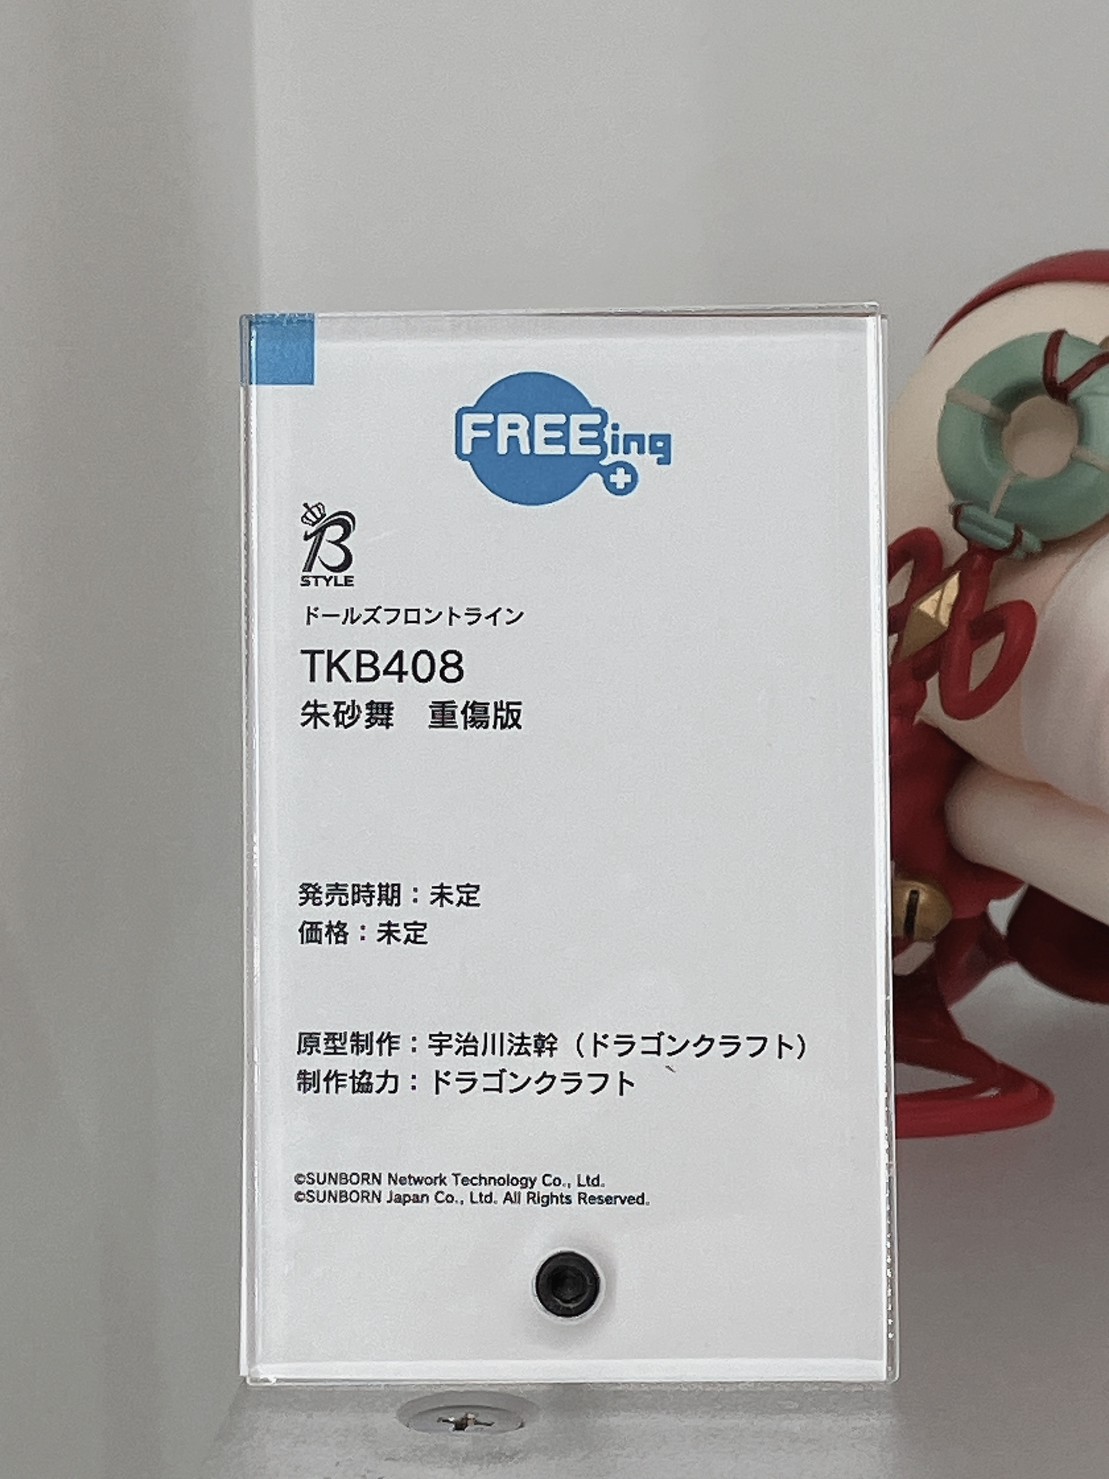 FREEing
B
STYLE
ドールズフロントライン
TKB408
朱砂舞　重傷版
発売時期：未定
価格：未定
原型制作：宇治川法幹（ドラゴンクラフト）
制作協力：ドラゴンクラフト
©SUNBORN Network Technology Co., Ltd.
©SUNBORN Japan Co., Ltd. All Rights Reserved.